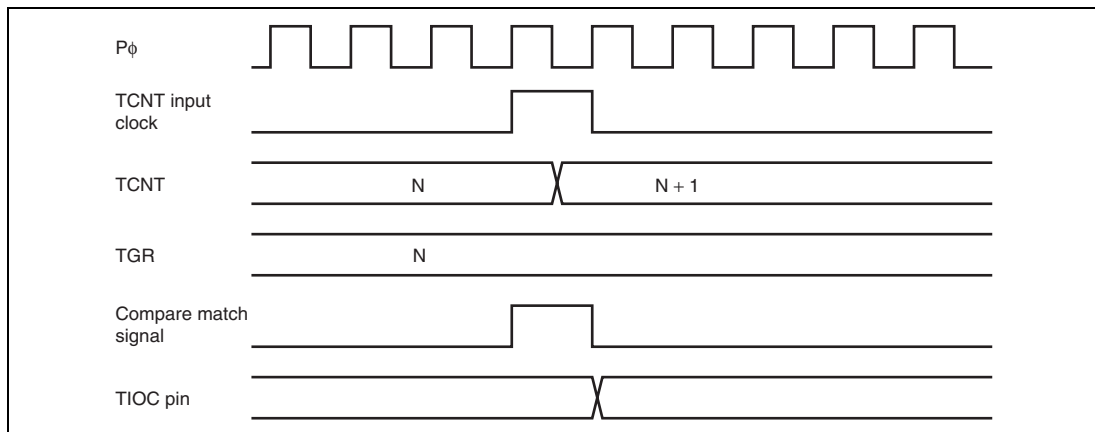 Pϕ
TCNT input
clock
TCNT
N
N + 1
TGR
N
Compare match
signal
TIOC pin